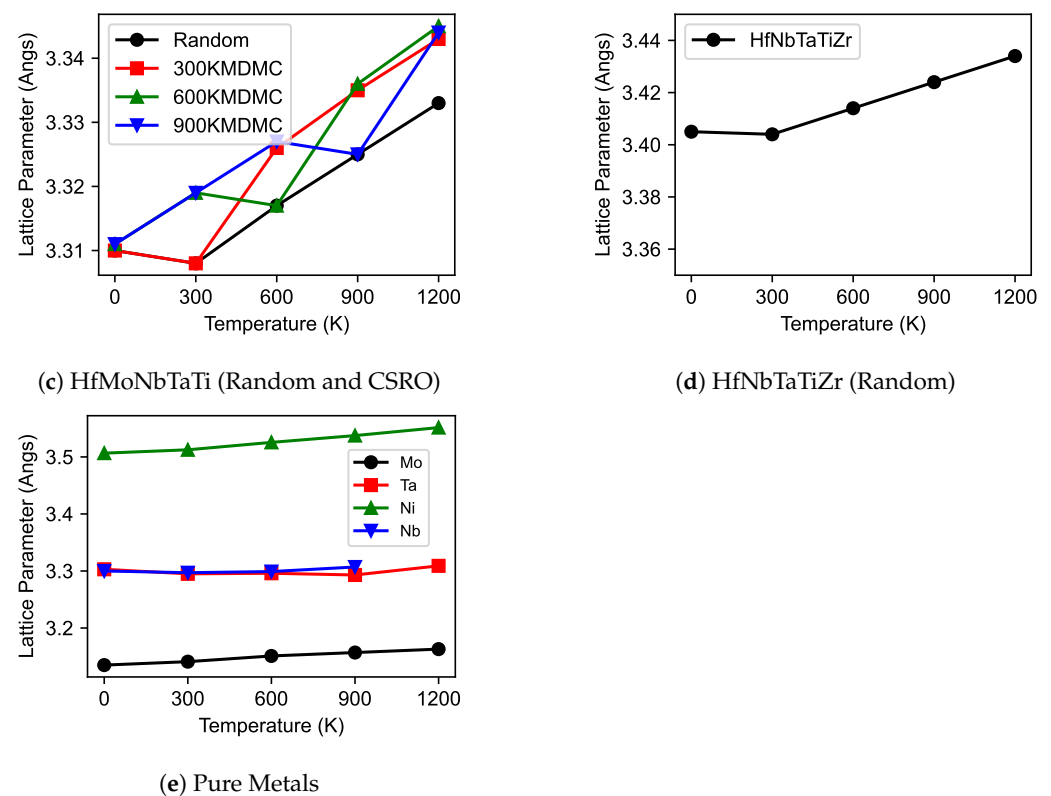 Lattice Parameter (Angs)
3.34
3.33
3.32
3.31
Random
300KMDMC
600KMDMC
900KMDMC
0 300 600 900 1200
Temperature (K)
(c) HfMoNbTaTi (Random and CSRO)
Lattice Parameter (Angs)
3.44
3.42
3.40
3.38
3.36
HfNbTaTiZr
0 300 600 900 1200
Temperature (K)
(d) HfNbTaTiZr (Random)
Lattice Parameter (Angs)
3.5
3.4
3.3
3.2
Mo
Ta
Ni
Nb
0 300 600 900 1200
Temperature (K)
(e) Pure Metals